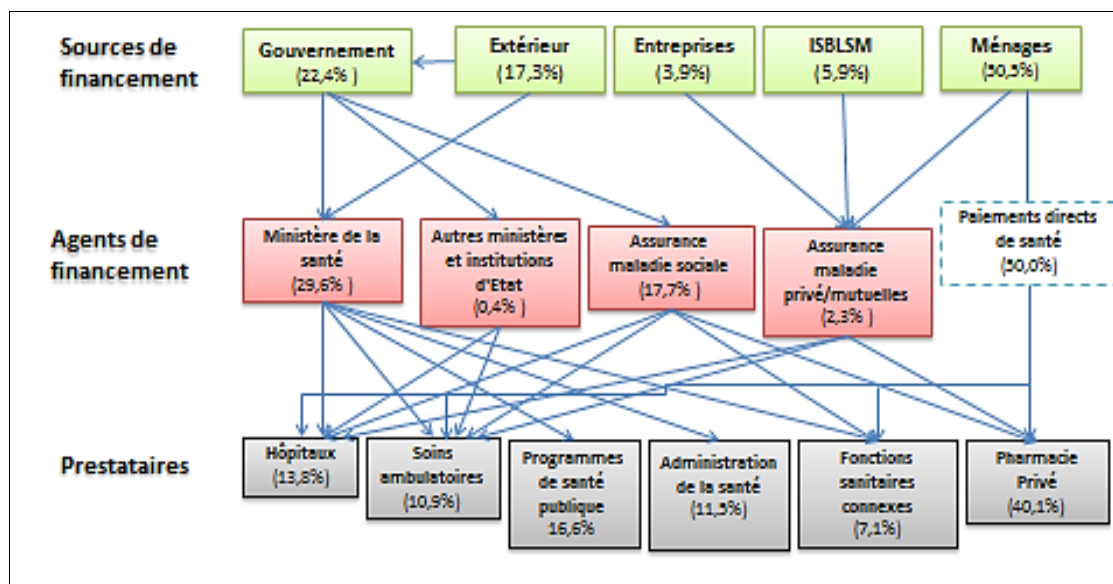 Sources de
financement
Gouvernement
(22,4% )
Extérieur
(17,3%)
Entreprises
(3,9%)
ISBLSM
(5,9%)
Ménages
(50,5%)
Agents de
financement
Ministère de la
santé
(29,6% )
Autres ministères
et institutions
d'Etat
(0,4% )
Assurance
maladie sociale
(17,7% )
Assurance
maladie
privé/mutuelles
(2,3% )
Paiements directs
de santé
(50,0%)
Prestataires
Hôpitaux
(13,8%)
Soins
ambulatoires
(10,9%)
Programmes
de santé
publique
16,6%
Administration
de la santé
(11,5%)
Fonctions
sanitaires
connexes
(7,1%)
Pharmacie
Privé
(40,1%)